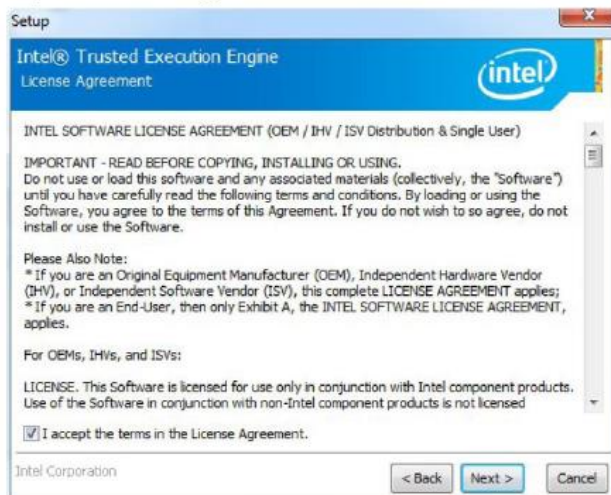 Setup
Intel® Trusted Execution Engine
License Agreement
intel
INTEL SOFTWARE LICENSE AGREEMENT (OEM / IHV / ISV Distribution & Single User)
IMPORTANT - READ BEFORE COPYING, INSTALLING OR USING.
Do not use or load this software and any associated materials (collectively, the "Software")
until you have carefully read the following terms and conditions. By loading or using the
Software, you agree to the terms of this Agreement. If you do not wish to so agree, do not
install or use the Software.
Please Also Note:
* If you are an Original Equipment Manufacturer (OEM), Independent Hardware Vendor
(IHV), or Independent Software Vendor (ISV), this complete LICENSE AGREEMENT applies;
* If you are an End-User, then only Exhibit A, the INTEL SOFTWARE LICENSE AGREEMENT,
applies.
For OEMs, IHVs, and ISVs:
LICENSE. This Software is licensed for use only in conjunction with Intel component products.
Use of the Software in conjunction with non-Intel component products is not licensed
I accept the terms in the License Agreement.
Intel Corporation
< Back
Next >
Cancel